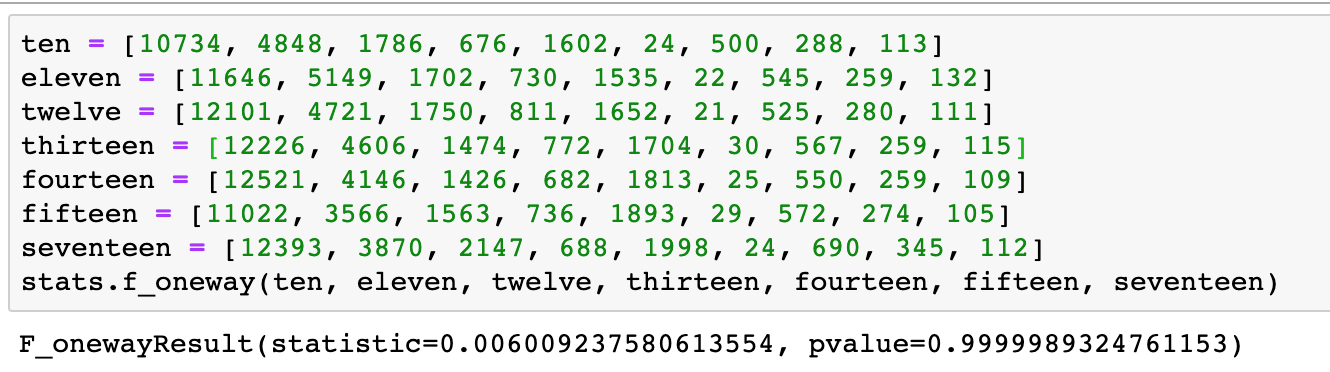 ten = [10734, 4848, 1786, 676, 1602, 24, 500, 288, 113]
eleven = [11646, 5149, 1702, 730, 1535, 22, 545, 259, 132]
twelve = [12101, 4721, 1750, 811, 1652, 21, 525, 280, 111]
thirteen = [12226, 4606, 1474, 772, 1704, 30, 567, 259, 115]
fourteen = [12521, 4146, 1426, 682, 1813, 25, 550, 259, 109]
fifteen = [11022, 3566, 1563, 736, 1893, 29, 572, 274, 105]
seventeen = [12393, 3870, 2147, 688, 1998, 24, 690, 345, 112]
stats.f_oneway(ten, eleven, twelve, thirteen, fourteen, fifteen, seventeen)
F_onewayResult(statistic=0.006009237580613554, pvalue=0.9999989324761153)